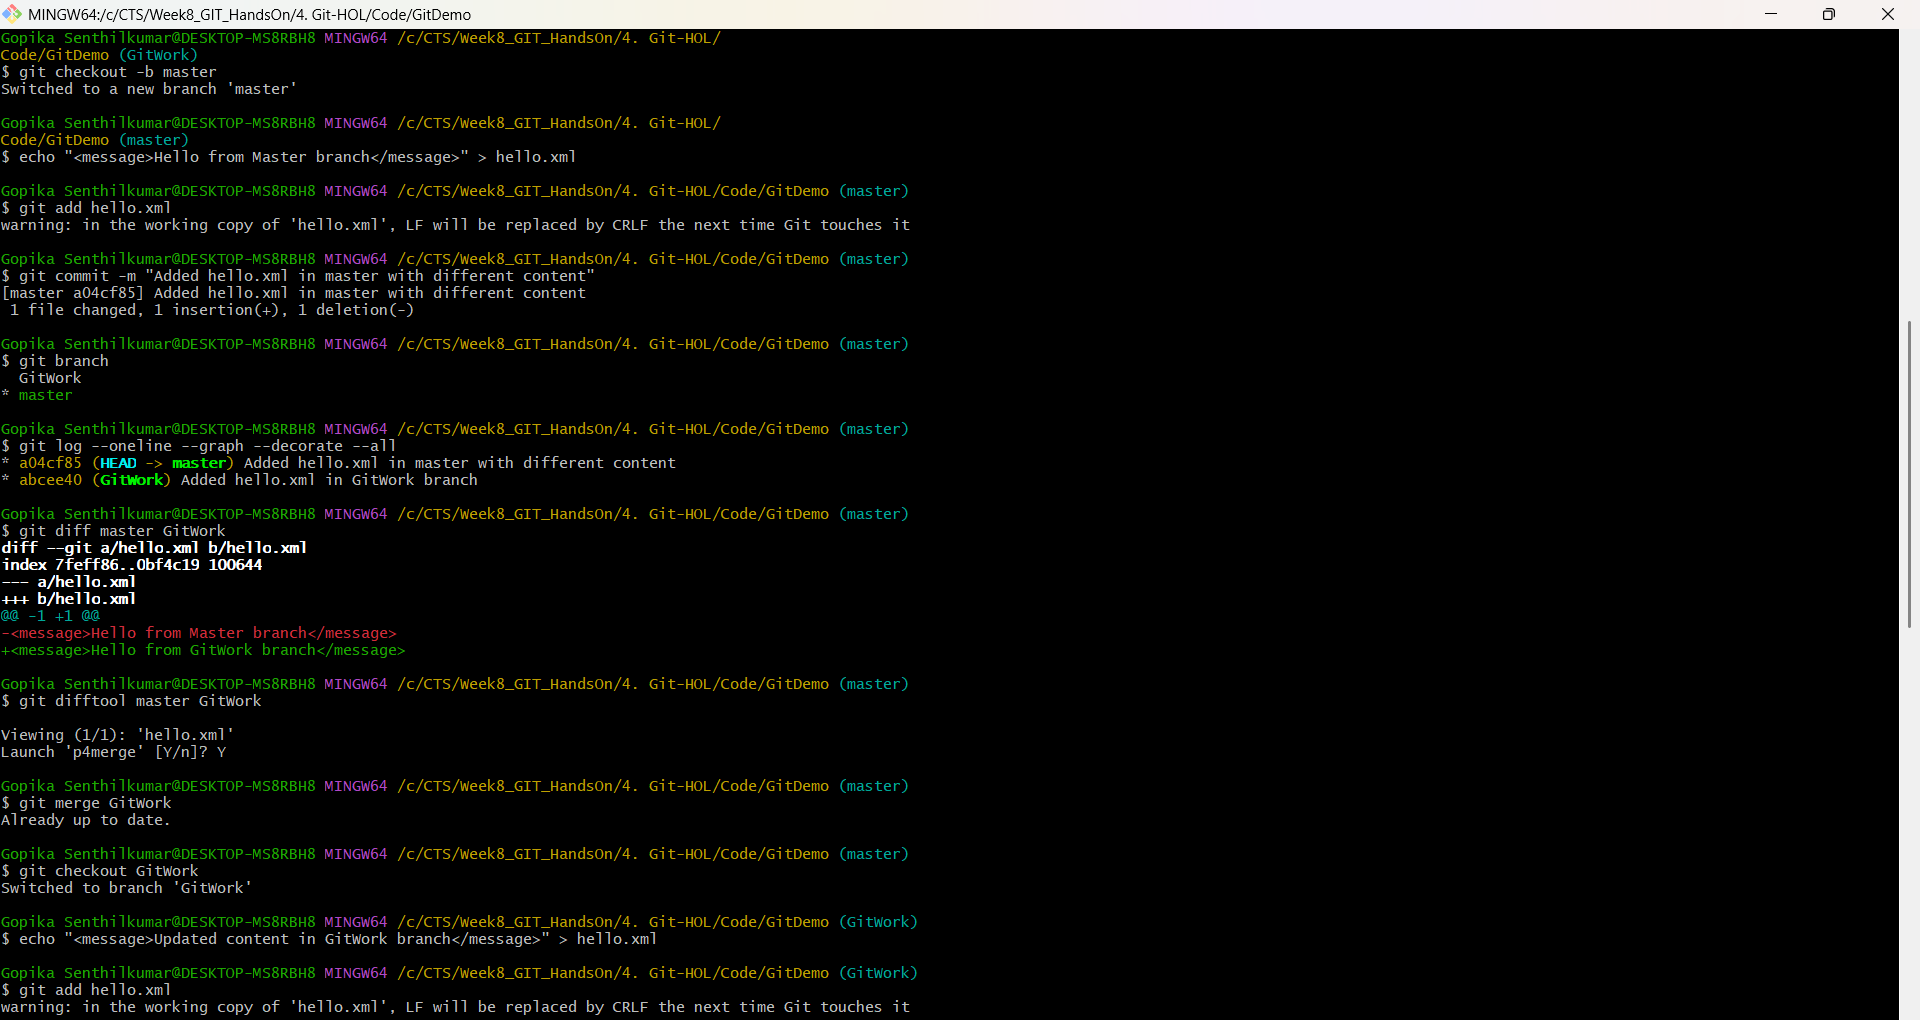 MINGW64:/c/CTS/Week8_GIT_HandsOn/4. Git-HOL/Code/GitDemo
Gopika Senthilkumar@DESKTOP-MS8RBH8 MINGW64 /c/CTS/Week8_GIT_HandsOn/4. Git-HOL/
Code/GitDemo (GitWork)
$ git checkout -b master
Switched to a new branch 'master'
Gopika Senthilkumar@DESKTOP-MS8RBH8 MINGW64 /c/CTS/Week8_GIT_HandsOn/4. Git-HOL/
Code/GitDemo (master)
$ echo "<message>Hello from Master branch</message>" > hello.xml
Gopika Senthilkumar@DESKTOP-MS8RBH8 MINGW64 /c/CTS/Week8_GIT_HandsOn/4. Git-HOL/Code/GitDemo (master)
$ git add hello.xml
warning: in the working copy of 'hello.xml', LF will be replaced by CRLF the next time Git touches it
Gopika Senthilkumar@DESKTOP-MS8RBH8 MINGW64 /c/CTS/Week8_GIT_HandsOn/4. Git-HOL/Code/GitDemo (master)
$ git commit -m "Added hello.xml in master with different content"
[master a04cf85] Added hello.xml in master with different content
 1 file changed, 1 insertion(+), 1 deletion(-)
Gopika Senthilkumar@DESKTOP-MS8RBH8 MINGW64 /c/CTS/Week8_GIT_HandsOn/4. Git-HOL/Code/GitDemo (master)
$ git branch
  GitWork
* master
Gopika Senthilkumar@DESKTOP-MS8RBH8 MINGW64 /c/CTS/Week8_GIT_HandsOn/4. Git-HOL/Code/GitDemo (master)
$ git log --oneline --graph --decorate --all
* a04cf85 (HEAD -> master) Added hello.xml in master with different content
* abcee40 (GitWork) Added hello.xml in GitWork branch
Gopika Senthilkumar@DESKTOP-MS8RBH8 MINGW64 /c/CTS/Week8_GIT_HandsOn/4. Git-HOL/Code/GitDemo (master)
$ git diff master GitWork
diff --git a/hello.xml b/hello.xml
index 7feff86..0bf4c19 100644
--- a/hello.xml
+++ b/hello.xml
@@ -1 +1 @@
-<message>Hello from Master branch</message>
+<message>Hello from GitWork branch</message>
Gopika Senthilkumar@DESKTOP-MS8RBH8 MINGW64 /c/CTS/Week8_GIT_HandsOn/4. Git-HOL/Code/GitDemo (master)
$ git difftool master GitWork
Viewing (1/1): 'hello.xml'
Launch 'p4merge' [Y/n]? Y
Gopika Senthilkumar@DESKTOP-MS8RBH8 MINGW64 /c/CTS/Week8_GIT_HandsOn/4. Git-HOL/Code/GitDemo (master)
$ git merge GitWork
Already up to date.
Gopika Senthilkumar@DESKTOP-MS8RBH8 MINGW64 /c/CTS/Week8_GIT_HandsOn/4. Git-HOL/Code/GitDemo (master)
$ git checkout GitWork
Switched to branch 'GitWork'
Gopika Senthilkumar@DESKTOP-MS8RBH8 MINGW64 /c/CTS/Week8_GIT_HandsOn/4. Git-HOL/Code/GitDemo (GitWork)
$ echo "<message>Updated content in GitWork branch</message>" > hello.xml
Gopika Senthilkumar@DESKTOP-MS8RBH8 MINGW64 /c/CTS/Week8_GIT_HandsOn/4. Git-HOL/Code/GitDemo (GitWork)
$ git add hello.xml
warning: in the working copy of 'hello.xml', LF will be replaced by CRLF the next time Git touches it